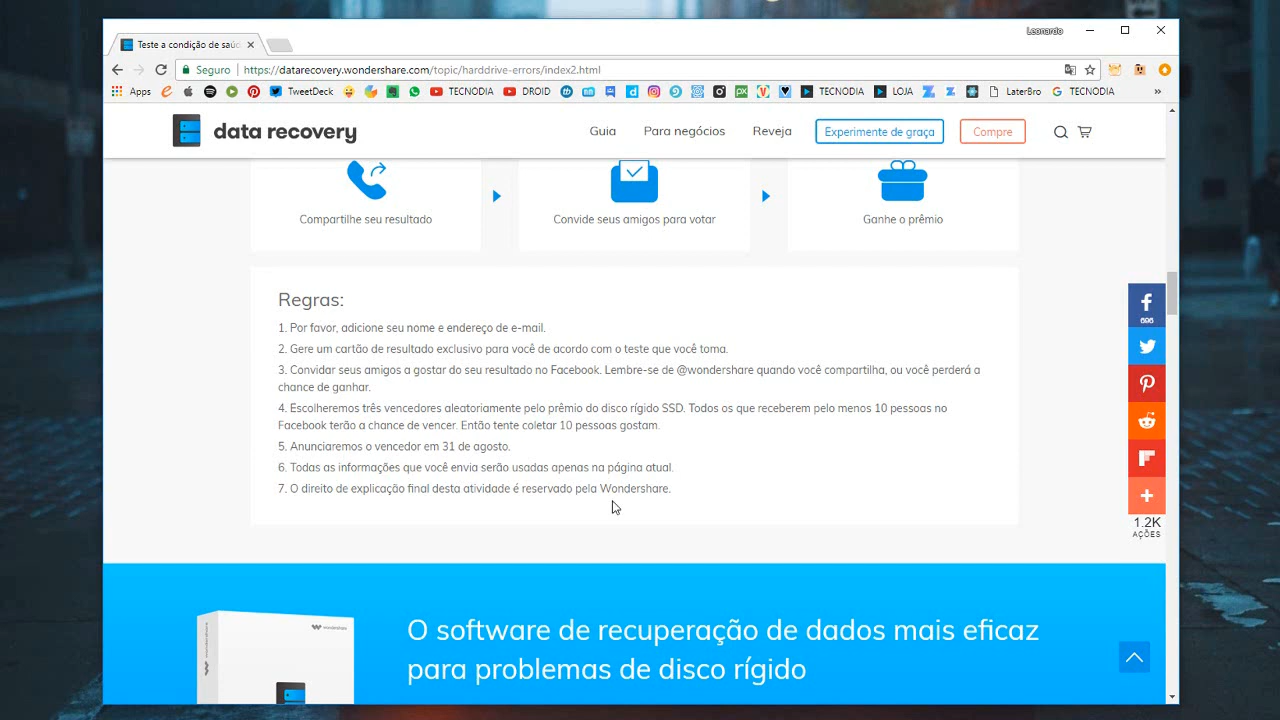 Leonardo
Teste a condição de saúd
Seguro
https://datarecovery.wondershare.com/topic/harddrive-errors/index2.html
Apps
TweetDeck
TECNODIA
DROID
TECNODIA
LOJA
LaterBro
TECNODIA
data recovery
Guia
Para negócios
Reveja
Experimente de graça
Compre
Compartilhe seu resultado
Convide seus amigos para votar
Ganhe o prêmio
Regras:
1. Por favor, adicione seu nome e endereço de e-mail.
2. Gere um cartão de resultado exclusivo para você de acordo com o teste que você toma.
3. Convidar seus amigos a gostar do seu resultado no Facebook. Lembre-se de @wondershare quando você compartilha, ou você perderá a
chance de ganhar.
4. Escolheremos três vencedores aleatoriamente pelo prêmio do disco rígido SSD. Todos os que receberem pelo menos 10 pessoas no
Facebook terão a chance de vencer. Então tente coletar 10 pessoas gostam.
5. Anunciaremos o vencedor em 31 de agosto.
6. Todas as informações que você envia serão usadas apenas na página atual.
7. O direito de explicação final desta atividade é reservado pela Wondershare.
696
1.2K
AÇÕES
wondershare
O software de recuperação de dados mais eficaz
para problemas de disco rígido